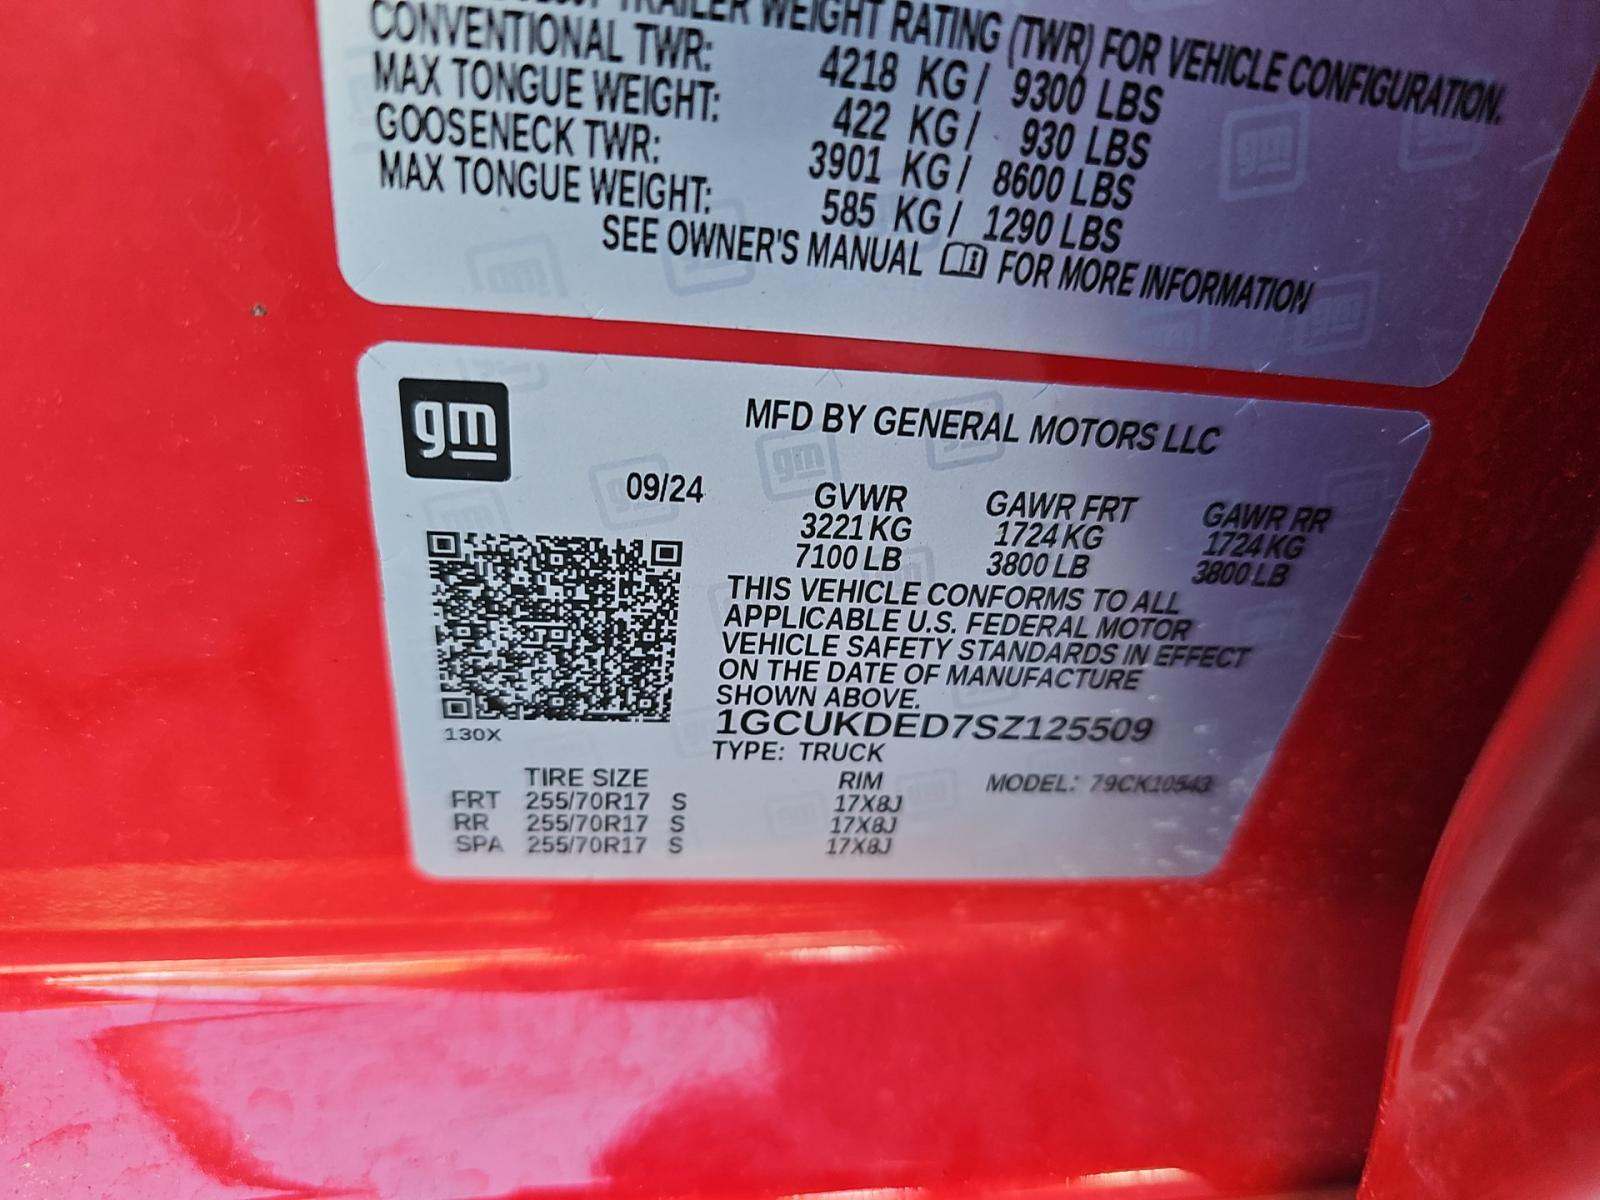 TRAILER WEIGHT RATING (TWR) FOR VEHICLE CONFIGURATION.
CONVENTIONAL TWR: 4218 KG / 9300 LBS
MAX TONGUE WEIGHT: 422 KG / 930 LBS
GOOSENECK TWR: 3901 KG / 8600 LBS
MAX TONGUE WEIGHT: 585 KG / 1290 LBS
SEE OWNER'S MANUAL FOR MORE INFORMATION
gm
MFD BY GENERAL MOTORS LLC
09/24 GVWR GAWR FRT GAWR RR
3221 KG 1724 KG 1724 KG
7100 LB 3800 LB 3800 LB
THIS VEHICLE CONFORMS TO ALL
APPLICABLE U.S. FEDERAL MOTOR
VEHICLE SAFETY STANDARDS IN EFFECT
ON THE DATE OF MANUFACTURE
SHOWN ABOVE.
1GCUKDED7SZ125509
130X
TYPE: TRUCK
TIRE SIZE RIM MODEL: 79CK10543
FRT 255/70R17 S 17X8J
RR 255/70R17 S 17X8J
SPA 255/70R17 S 17X8J